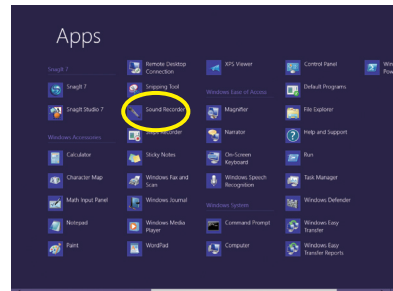 Apps
SnagIt 7
SnagIt 7
SnagIt Studio 7
Windows Accessories
Calculator
Character Map
Math Input Panel
Notepad
Paint
Remote Desktop
Connection
Snipping Tool
Sound Recorder
Steps Recorder
Sticky Notes
Windows Fax and
Scan
Windows Journal
Windows Media
Player
WordPad
XPS Viewer
Windows Ease of Access
Magnifier
Narrator
On-Screen
Keyboard
Windows Speech
Recognition
Windows System
Command Prompt
Computer
Control Panel
Default Programs
File Explorer
Help and Support
Run
Task Manager
Windows Defender
Windows Easy
Transfer
Windows Easy
Transfer Reports
Win
Pow